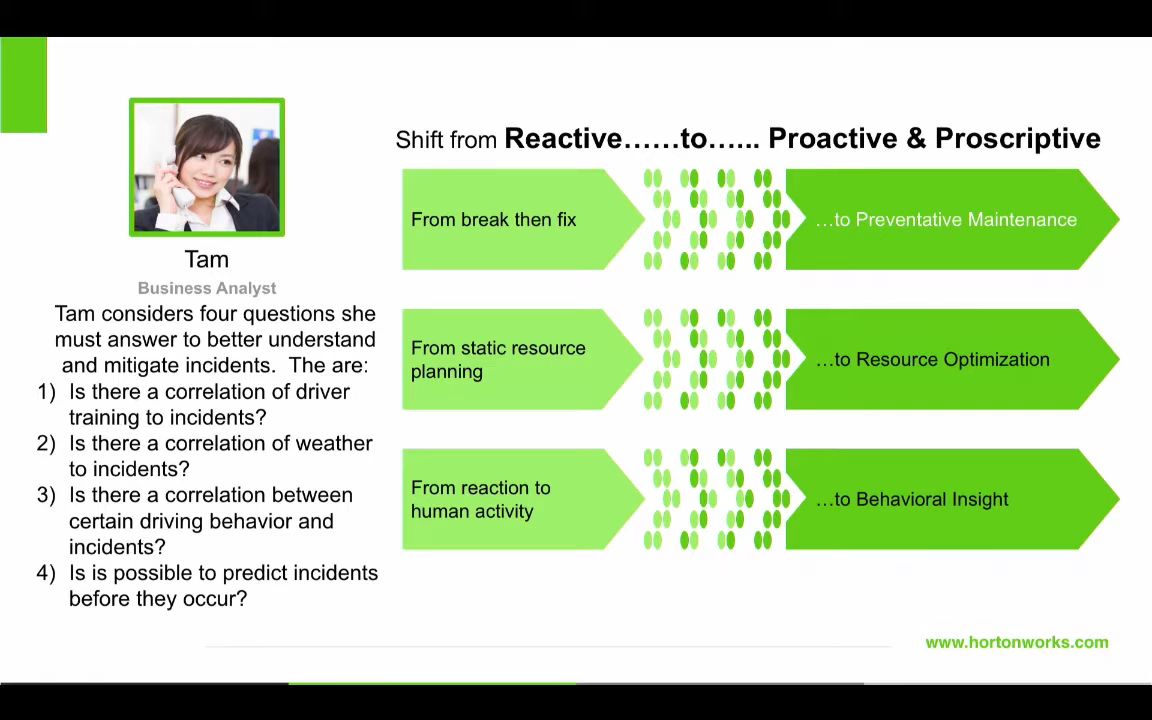 Shift from Reactive……to…... Proactive & Proscriptive
Tam
Business Analyst
Tam considers four questions she
must answer to better understand
and mitigate incidents.  The are:
1) Is there a correlation of driver
training to incidents?
2) Is there a correlation of weather
to incidents?
3) Is there a correlation between
certain driving behavior and
incidents?
4) Is is possible to predict incidents
before they occur?
From break then fix
…to Preventative Maintenance
From static resource
planning
…to Resource Optimization
From reaction to
human activity
…to Behavioral Insight
www.hortonworks.com